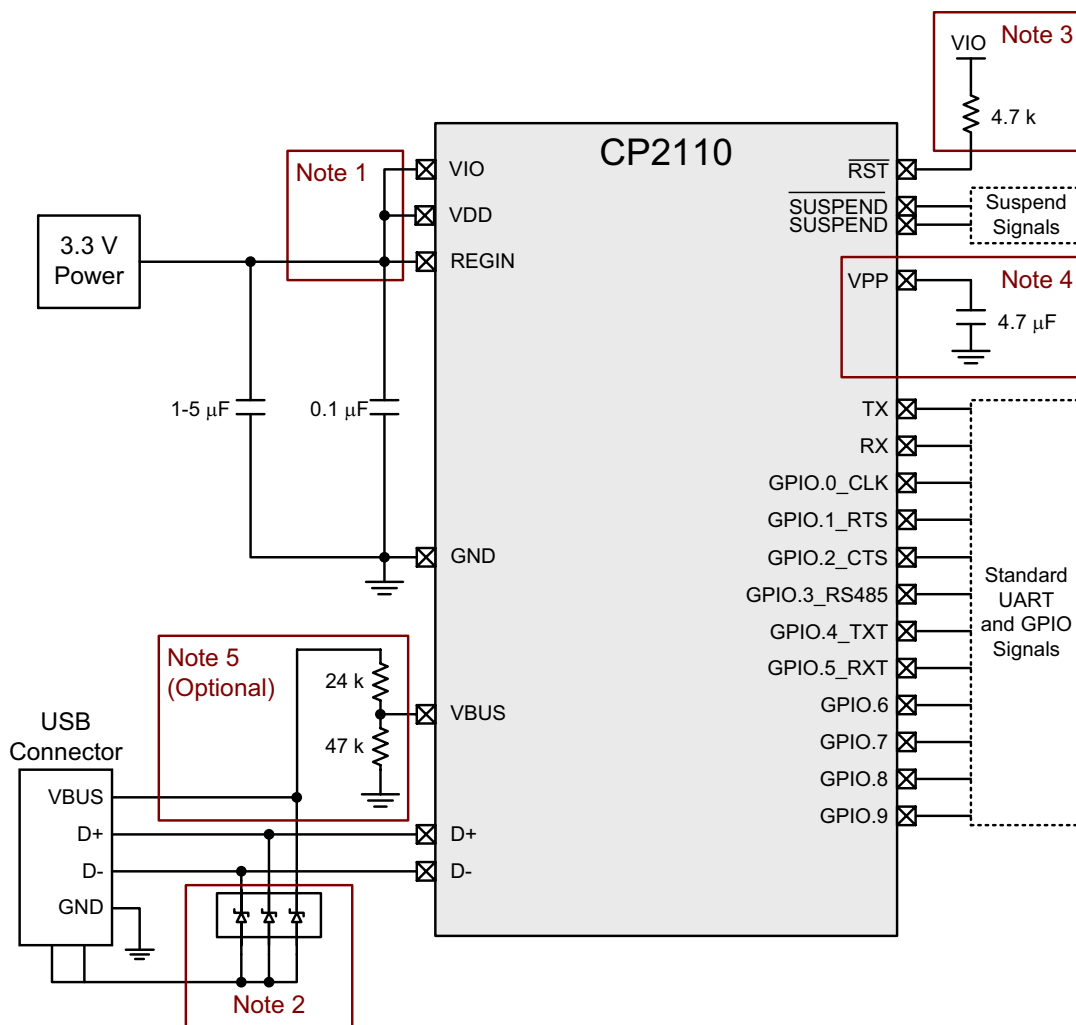 Note 3
VIO
4.7 k
CP2110
Note 1
VIO
VDD
REGIN
3.3 V
Power
RST
SUSPEND
SUSPEND
Suspend
Signals
VPP
Note 4
4.7 μF
1-5 μF
0.1 μF
GND
TX
RX
GPIO.0_CLK
GPIO.1_RTS
GPIO.2_CTS
GPIO.3_RS485
GPIO.4_TXT
GPIO.5_RXT
GPIO.6
GPIO.7
GPIO.8
GPIO.9
Standard
UART
and GPIO
Signals
Note 5
(Optional)
24 k
47 k
VBUS
USB
Connector
VBUS
D+
D-
GND
D+
D-
Note 2